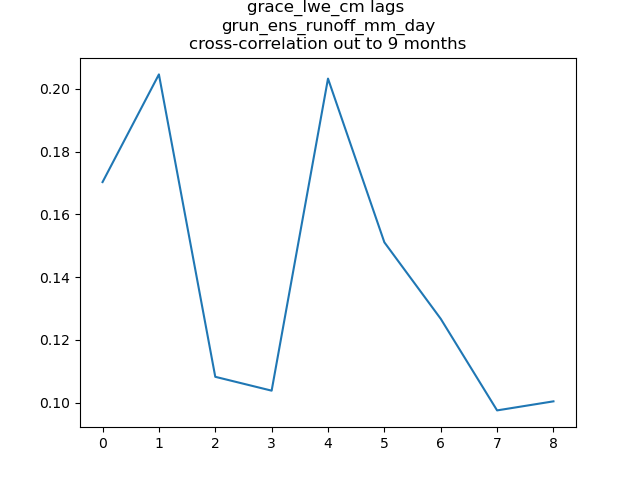 grace_lwe_cm lags
grun_ens_runoff_mm_day
cross-correlation out to 9 months
0.20
0.18
0.16
0.14
0.12
0.10
0 1 2 3 4 5 6 7 8